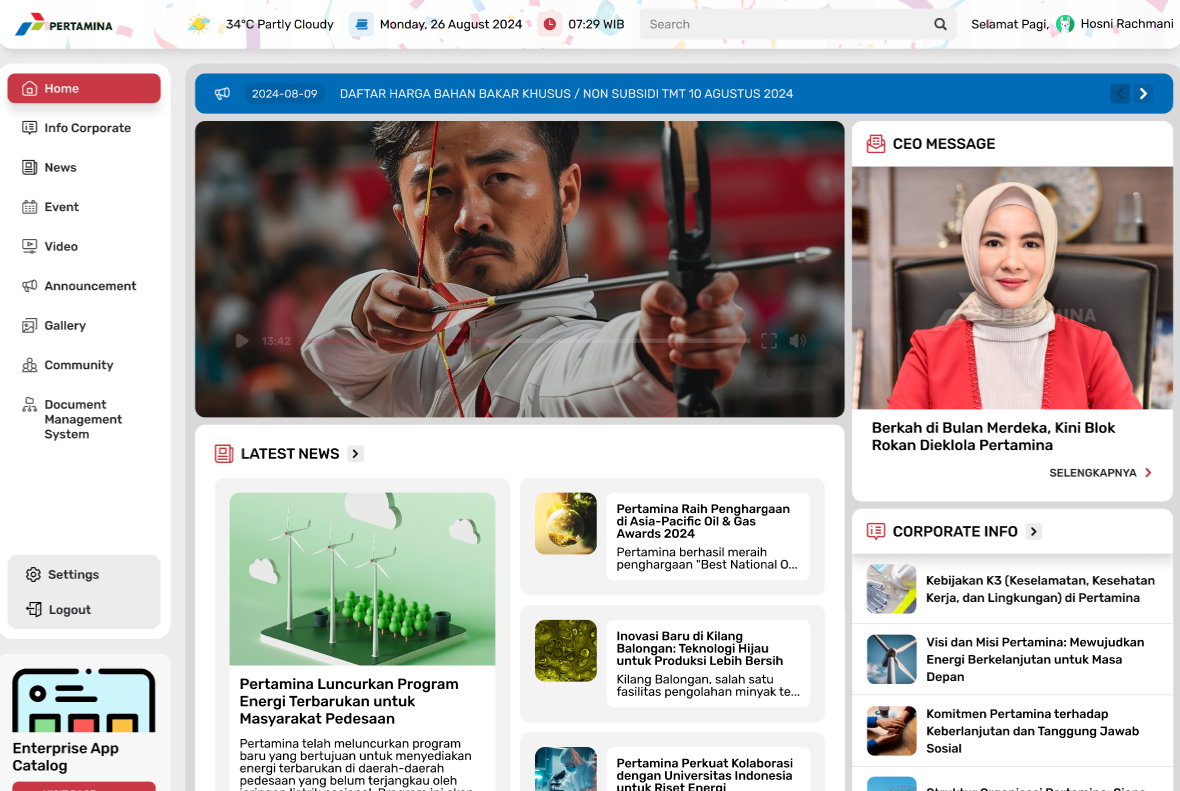 PERTAMINA
34°C Partly Cloudy
Monday, 26 August 2024
07:29 WIB
Search
Selamat Pagi,
Hosni Rachmani
Home
Info Corporate
News
Event
Video
Announcement
Gallery
Community
Document
Management
System
Settings
Logout
Enterprise App
Catalog
2024-08-09
DAFTAR HARGA BAHAN BAKAR KHUSUS / NON SUBSIDI TMT 10 AGUSTUS 2024
13:42
LATEST NEWS
Pertamina Luncurkan Program
Energi Terbarukan untuk
Masyarakat Pedesaan
Pertamina telah meluncurkan program
baru yang bertujuan untuk menyediakan
energi terbarukan di daerah-daerah
pedesaan yang belum terjangkau oleh
Pertamina Raih Penghargaan
di Asia-Pacific Oil & Gas
Awards 2024
Pertamina berhasil meraih
penghargaan "Best National O...
Inovasi Baru di Kilang
Balongan: Teknologi Hijau
untuk Produksi Lebih Bersih
Kilang Balongan, salah satu
fasilitas pengolahan minyak te...
Pertamina Perkuat Kolaborasi
dengan Universitas Indonesia
untuk Riset Energi
CEO MESSAGE
PERTAMINA
Berkah di Bulan Merdeka, Kini Blok
Rokan Dieklola Pertamina
SELENGKAPNYA
CORPORATE INFO
Kebijakan K3 (Keselamatan, Kesehatan
Kerja, dan Lingkungan) di Pertamina
Visi dan Misi Pertamina: Mewujudkan
Energi Berkelanjutan untuk Masa
Depan
Komitmen Pertamina terhadap
Keberlanjutan dan Tanggung Jawab
Sosial